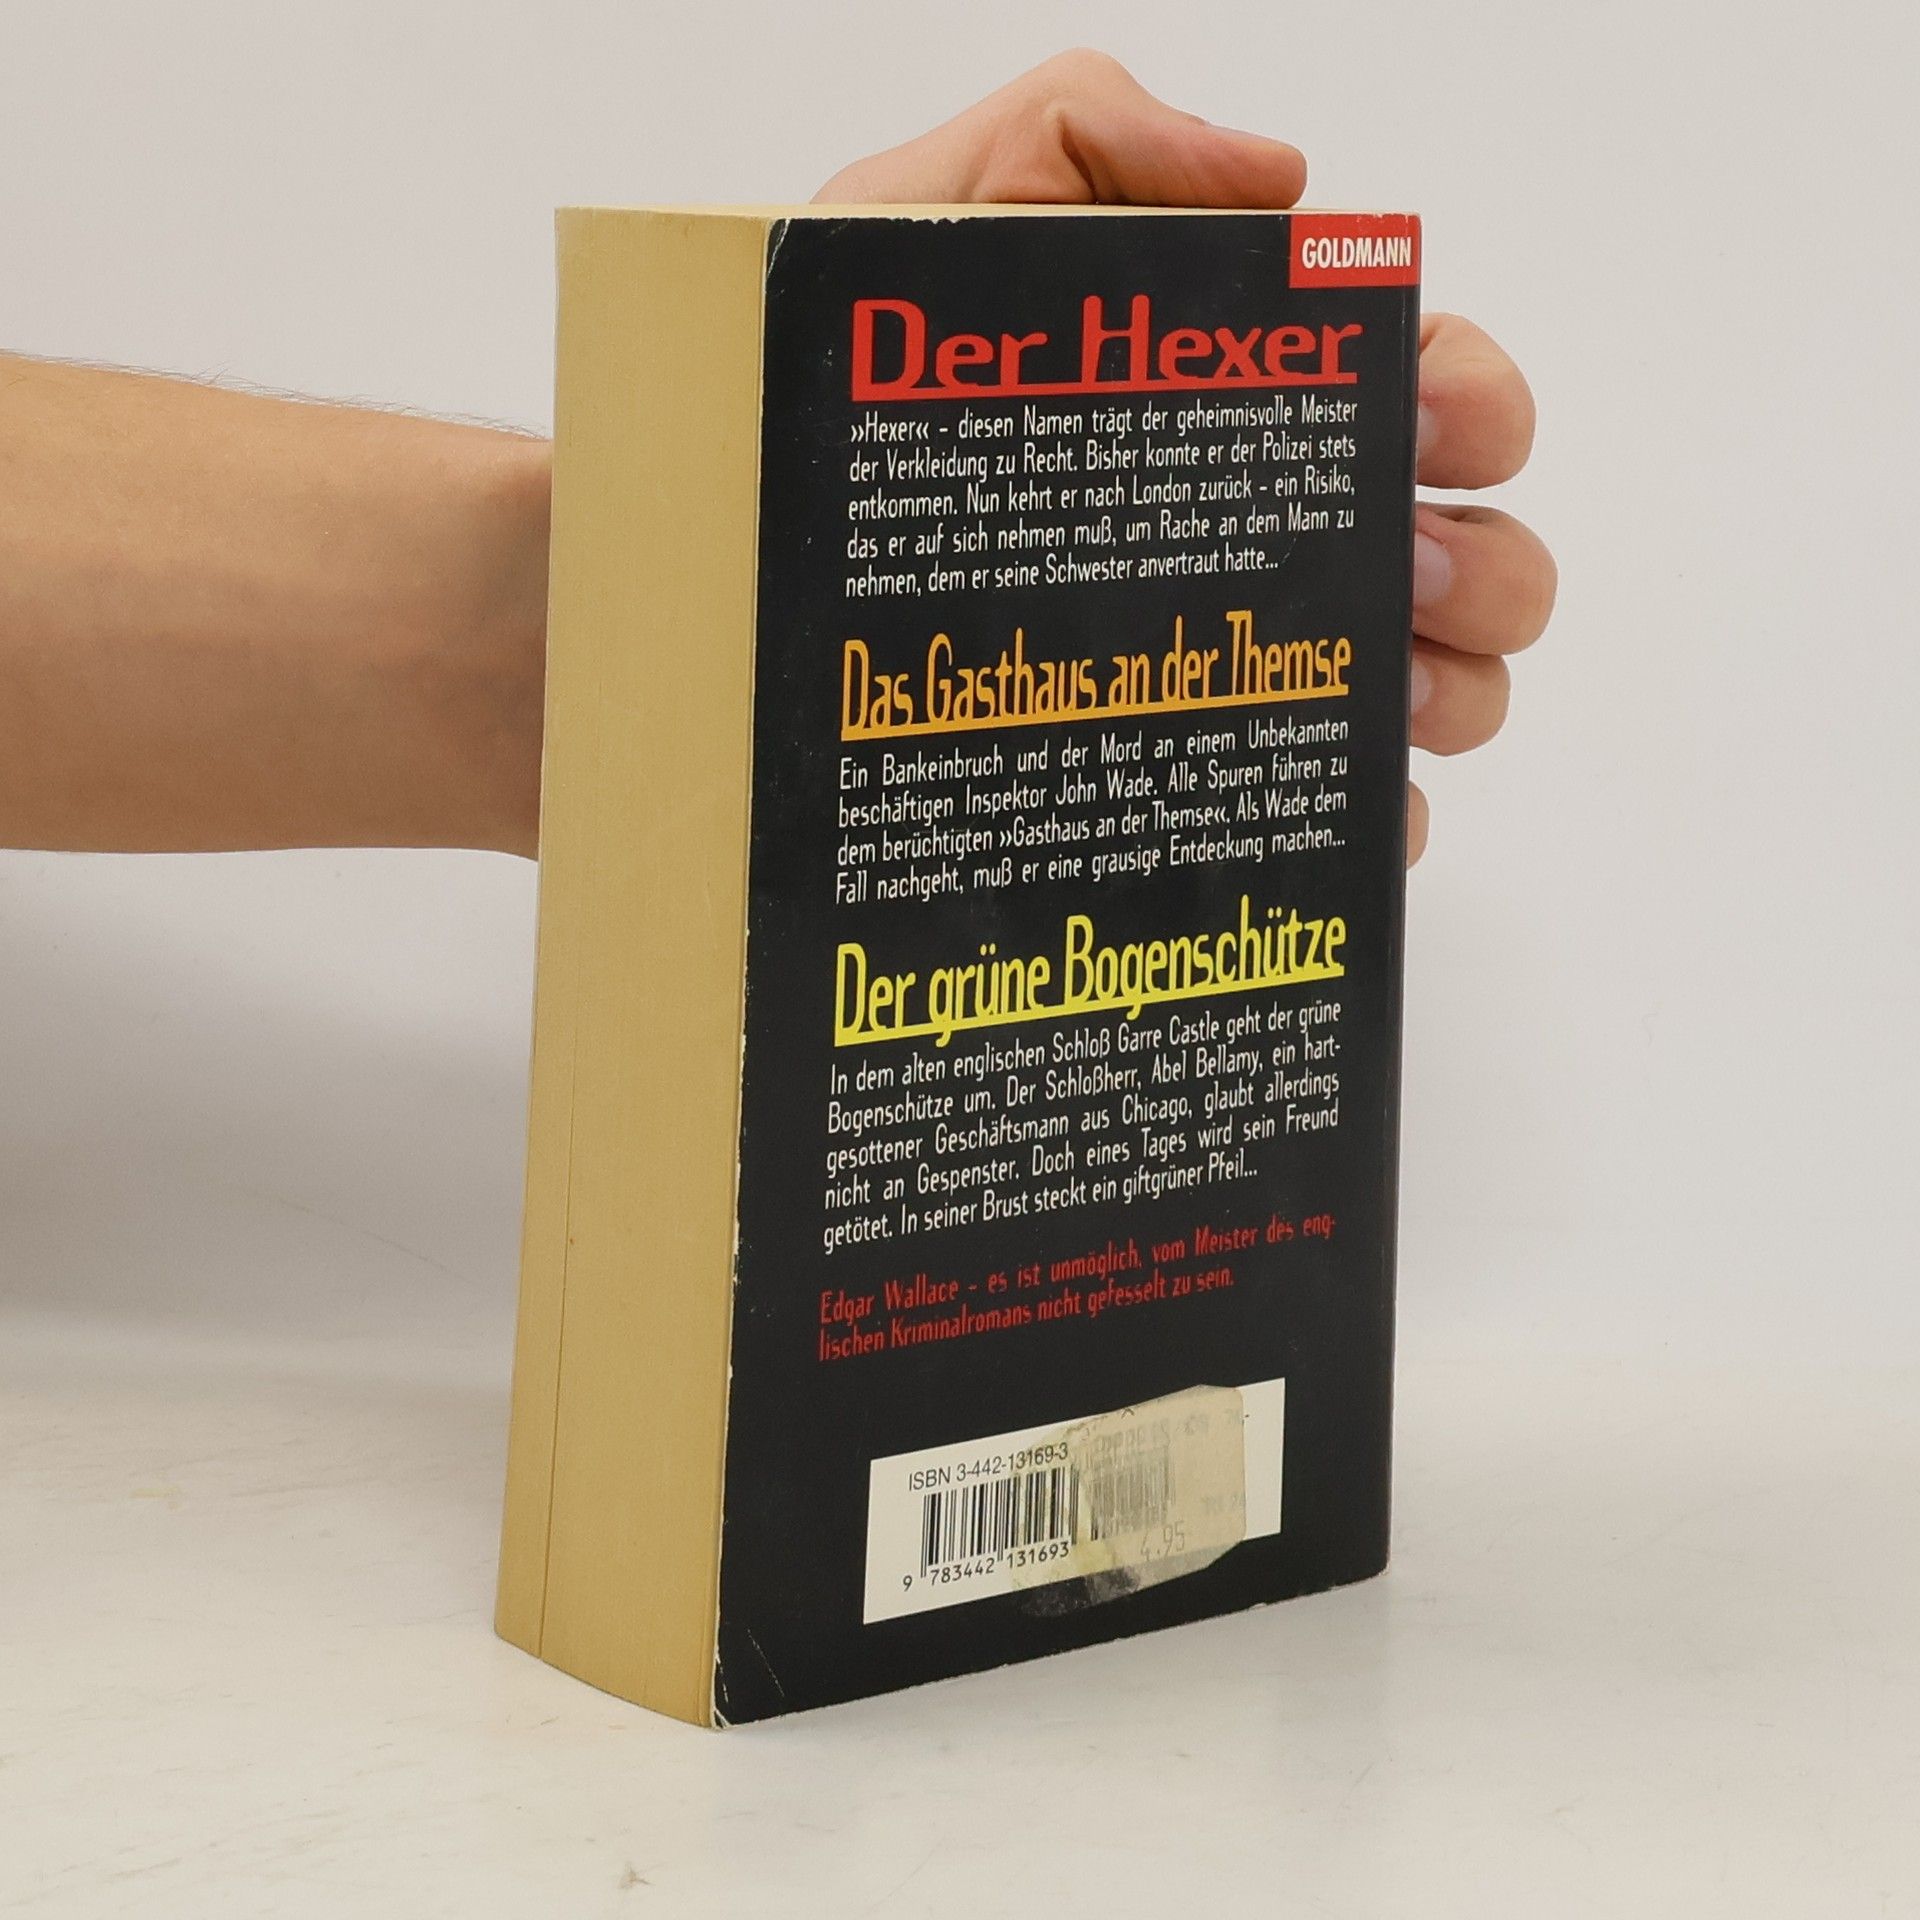 GOLDMANN
Der Hexer
»Hexer« – diesen Namen trägt der geheimnisvolle Meister
der Verkleidung zu Recht. Bisher konnte er der Polizei stets
entkommen. Nun kehrt er nach London zurück – ein Risiko,
das er auf sich nehmen muß, um Rache an dem Mann zu
nehmen, dem er seine Schwester anvertraut hatte...
Das Gasthaus an der Themse
Ein Bankeinbruch und der Mord an einem Unbekannten
beschäftigen Inspektor John Wade. Alle Spuren führen zu
dem berüchtigten »Gasthaus an der Themse«. Als Wade dem
Fall nachgeht, muß er eine grausige Entdeckung machen...
Der grüne Bogenschütze
In dem alten englischen Schloß Garre Castle geht der grüne
Bogenschütze um. Der Schloßherr, Abel Bellamy, ein hart-
gesottener Geschäftsmann aus Chicago, glaubt allerdings
nicht an Gespenster. Doch eines Tages wird sein Freund
getötet. In seiner Brust steckt ein giftgrüner Pfeil...
Edgar Wallace – es ist unmöglich, vom Meister des eng-
lischen Kriminalromans nicht gefesselt zu sein.
ISBN 3-442-13169-3
9 783442 131693
4.95